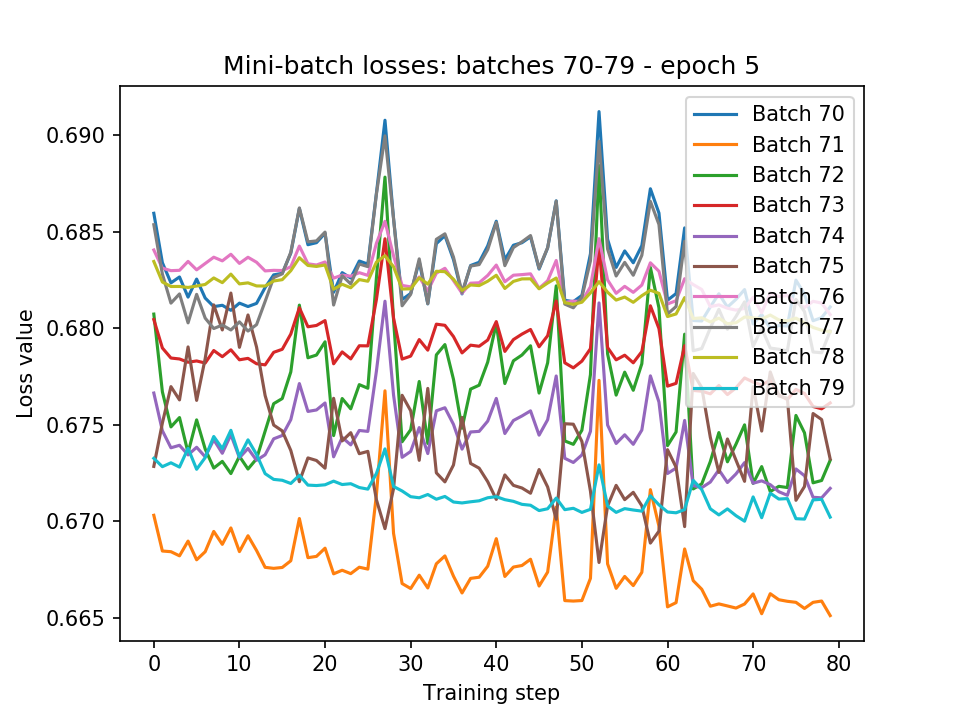 Mini-batch losses: batches 70-79 - epoch 5
0.690
0.685
0.680
0.675
0.670
0.665
Loss value
0 10 20 30 40 50 60 70 80
Training step
Batch 70
Batch 71
Batch 72
Batch 73
Batch 74
Batch 75
Batch 76
Batch 77
Batch 78
Batch 79